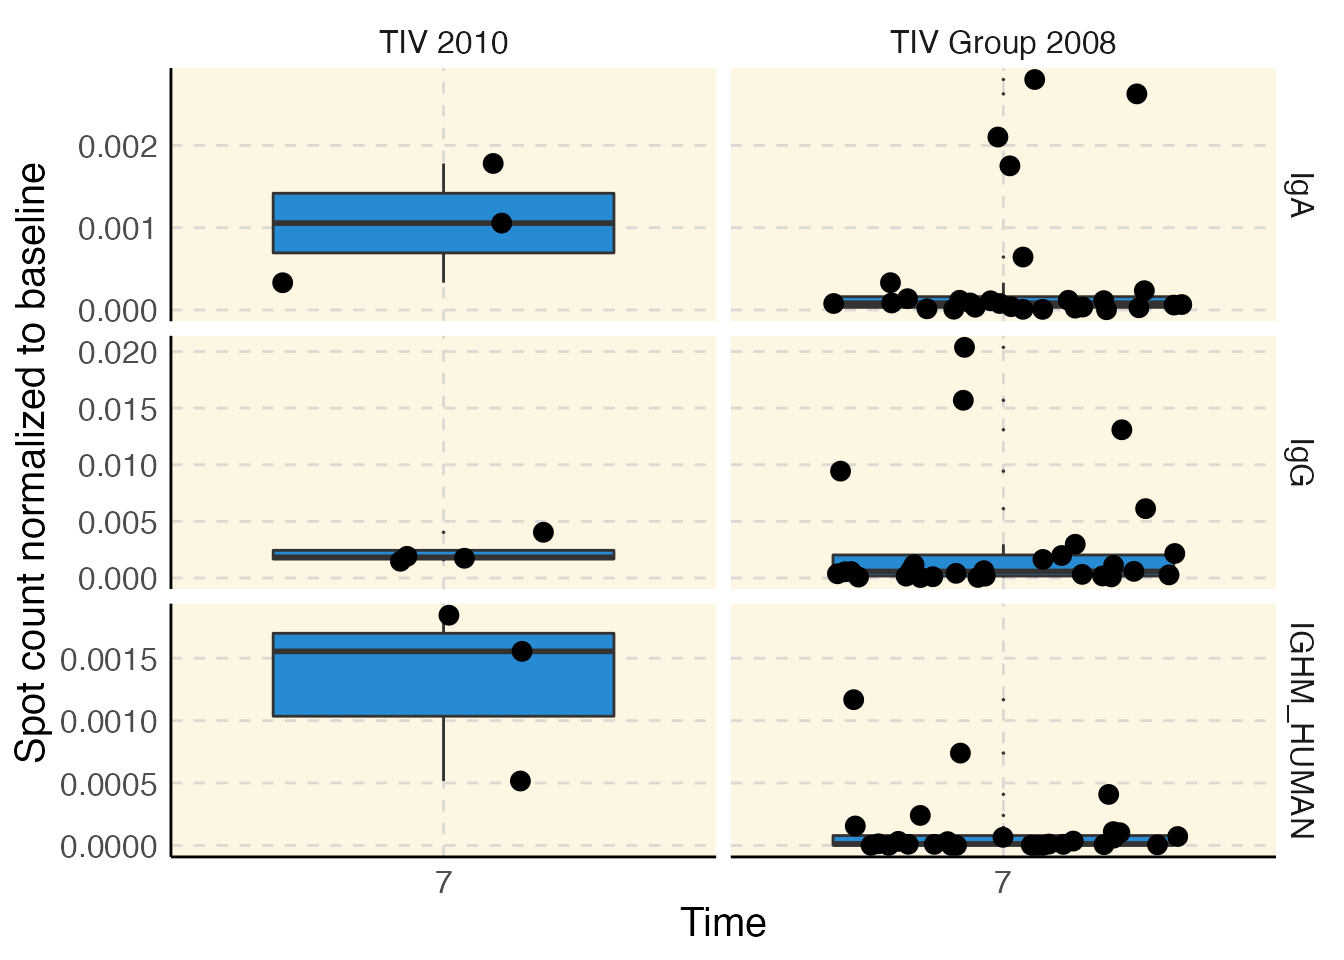 TIV 2010
TIV Group 2008
Spot count normalized to baseline
0.002
0.001
0.000
IgA
0.020
0.015
0.010
0.005
0.000
IgG
0.0015
0.0010
0.0005
0.0000
IGHM_HUMAN
7
7
Time